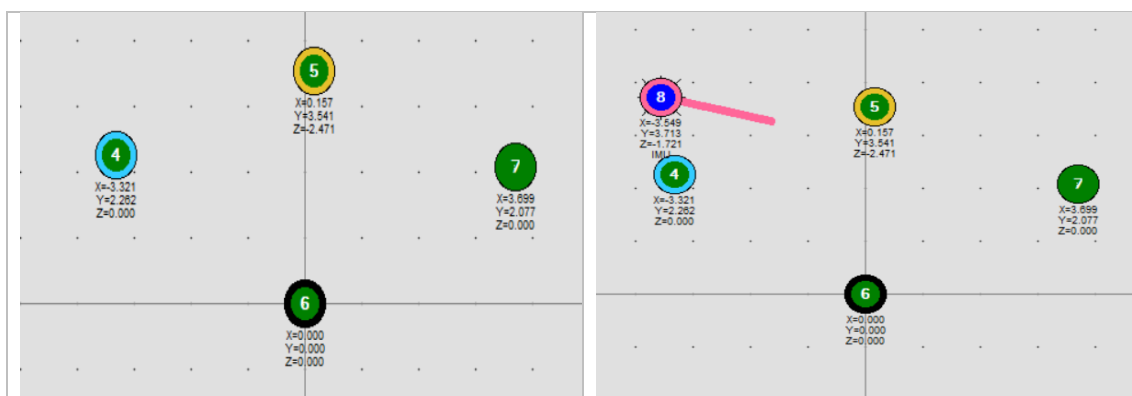 5
X=0.157
Y=3.541
Z=-2.471
4
X=-3.321
Y=2.262
Z=0.000
7
X=3.699
Y=2.077
Z=0.000
6
X=0.000
Y=0.000
Z=0.000
8
X=-3.549
Y=3.713
Z=-1.721
IMU
5
X=0.157
Y=3.541
Z=-2.471
4
X=-3.321
Y=2.262
Z=0.000
7
X=3.699
Y=2.077
Z=0.000
6
X=0.000
Y=0.000
Z=0.000